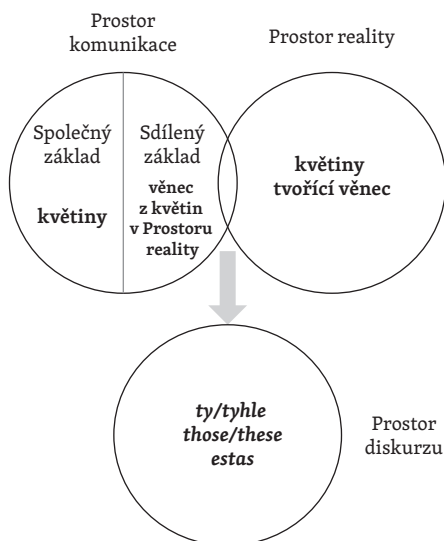 Prostor
komunikace
Prostor reality
Společný
základ
květiny
Sdílený
základ
věnec
z květin
v Prostoru
reality
květiny
tvořící věnec
ty/tyhle
those/these
estas
Prostor
diskurzu